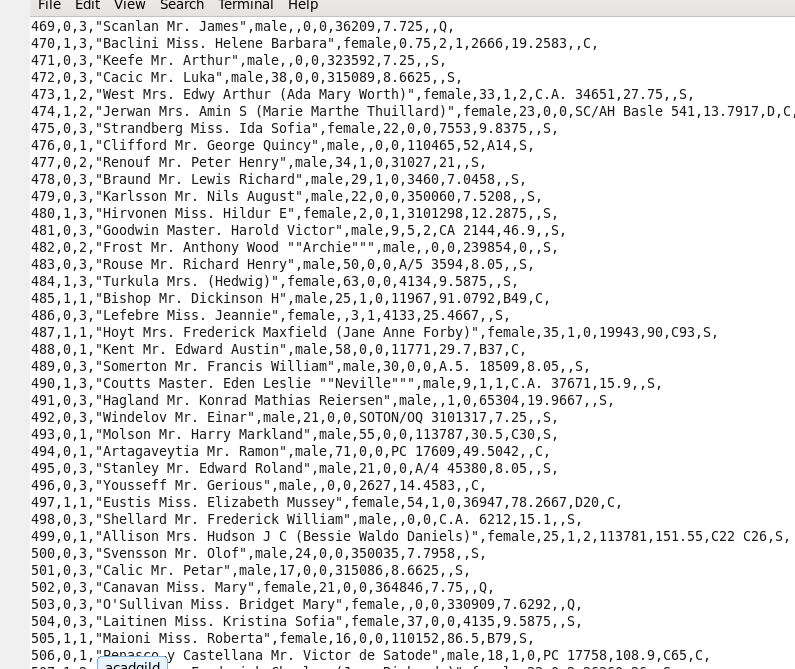 File Edit View Search Terminal Help
469,0,3,"Scanlan Mr. James",male,,0,0,36209,7.725,,Q,
470,1,3,"Baclini Miss. Helene Barbara",female,0.75,2,1,2666,19.2583,,C,
471,0,3,"Keefe Mr. Arthur",male,,0,0,323592,7.25,,S,
472,0,3,"Cacic Mr. Luka",male,38,0,0,315089,8.6625,,S,
473,1,2,"West Mrs. Edwy Arthur (Ada Mary Worth)",female,33,1,2,C.A. 34651,27.75,,S,
474,1,2,"Jerwan Mrs. Amin S (Marie Marthe Thuillard)",female,23,0,0,SC/AH Basle 541,13.7917,D,C,
475,0,3,"Strandberg Miss. Ida Sofia",female,22,0,0,7553,9.8375,,S,
476,0,1,"Clifford Mr. George Quincy",male,,0,0,110465,52,A14,S,
477,0,2,"Renouf Mr. Peter Henry",male,34,1,0,31027,21,,S,
478,0,3,"Braund Mr. Lewis Richard",male,29,1,0,3460,7.0458,,S,
479,0,3,"Karlsson Mr. Nils August",male,22,0,0,350060,7.5208,,S,
480,1,3,"Hirvonen Miss. Hildur E",female,2,0,1,3101298,12.2875,,S,
481,0,3,"Goodwin Master. Harold Victor",male,9,5,2,CA 2144,46.9,,S,
482,0,2,"Frost Mr. Anthony Wood ""Archie""",male,,0,0,239854,0,,S,
483,0,3,"Rouse Mr. Richard Henry",male,50,0,0,A/5 3594,8.05,,S,
484,1,3,"Turkula Mrs. (Hedwig)",female,63,0,0,4134,9.5875,,S,
485,1,1,"Bishop Mr. Dickinson H",male,25,1,0,11967,91.0792,B49,C,
486,0,3,"Lefebre Miss. Jeannie",female,,3,1,4133,25.4667,,S,
487,1,1,"Hoyt Mrs. Frederick Maxfield (Jane Anne Forby)",female,35,1,0,19943,90,C93,S,
488,0,1,"Kent Mr. Edward Austin",male,58,0,0,11771,29.7,B37,C,
489,0,3,"Somerton Mr. Francis William",male,30,0,0,A.5. 18509,8.05,,S,
490,1,3,"Coutts Master. Eden Leslie ""Neville""",male,9,1,1,C.A. 37671,15.9,,S,
491,0,3,"Hagland Mr. Konrad Mathias Reiersen",male,,1,0,65304,19.9667,,S,
492,0,3,"Windelov Mr. Einar",male,21,0,0,SOTON/OQ 3101317,7.25,,S,
493,0,1,"Molson Mr. Harry Markland",male,55,0,0,113787,30.5,C30,S,
494,0,1,"Artagaveytia Mr. Ramon",male,71,0,0,PC 17609,49.5042,,C,
495,0,3,"Stanley Mr. Edward Roland",male,21,0,0,A/4 45380,8.05,,S,
496,0,3,"Yousseff Mr. Gerious",male,,0,0,2627,14.4583,,C,
497,1,1,"Eustis Miss. Elizabeth Mussey",female,54,1,0,36947,78.2667,D20,C,
498,0,3,"Shellard Mr. Frederick William",male,,0,0,C.A. 6212,15.1,,S,
499,0,1,"Allison Mrs. Hudson J C (Bessie Waldo Daniels)",female,25,1,2,113781,151.55,C22 C26,S,
500,0,3,"Svensson Mr. Olof",male,24,0,0,350035,7.7958,,S,
501,0,3,"Calic Mr. Petar",male,17,0,0,315086,8.6625,,S,
502,0,3,"Canavan Miss. Mary",female,21,0,0,364846,7.75,,Q,
503,0,3,"O'Sullivan Miss. Bridget Mary",female,,0,0,330909,7.6292,,Q,
504,0,3,"Laitinen Miss. Kristina Sofia",female,37,0,0,4135,9.5875,,S,
505,1,1,"Maioni Miss. Roberta",female,16,0,0,110152,86.5,B79,S,
506,0,1,"Penasco y Castellana Mr. Victor de Satode",male,18,1,0,PC 17758,108.9,C65,C,
acadgild